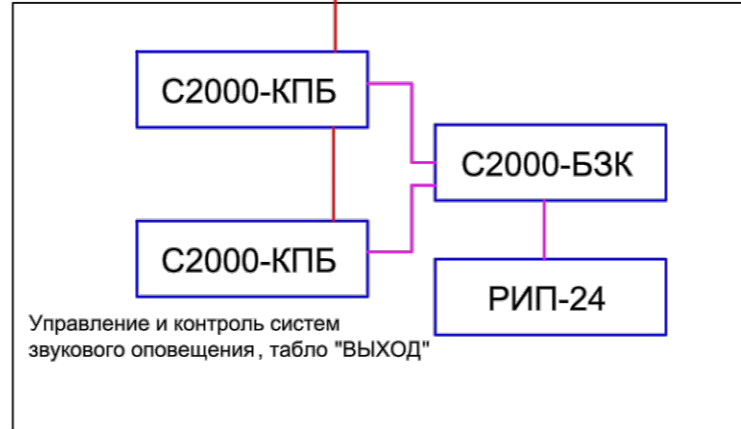 С2000-КПБ
С2000-БЗК
С2000-КПБ
РИП-24
Управление и контроль систем
звукового оповещения, табло "ВЫХОД"